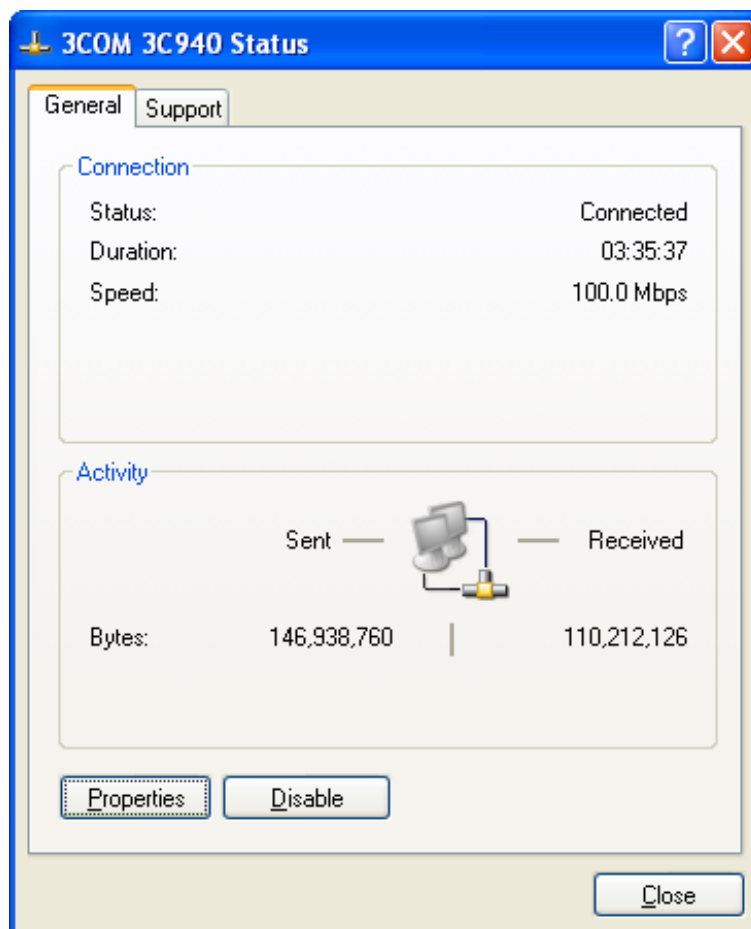 3COM 3C940 Status
General Support
Connection
Status: Connected
Duration: 03:35:37
Speed: 100.0 Mbps
Activity
Sent Received
Bytes: 146,938,760 110,212,126
Properties Disable
Close